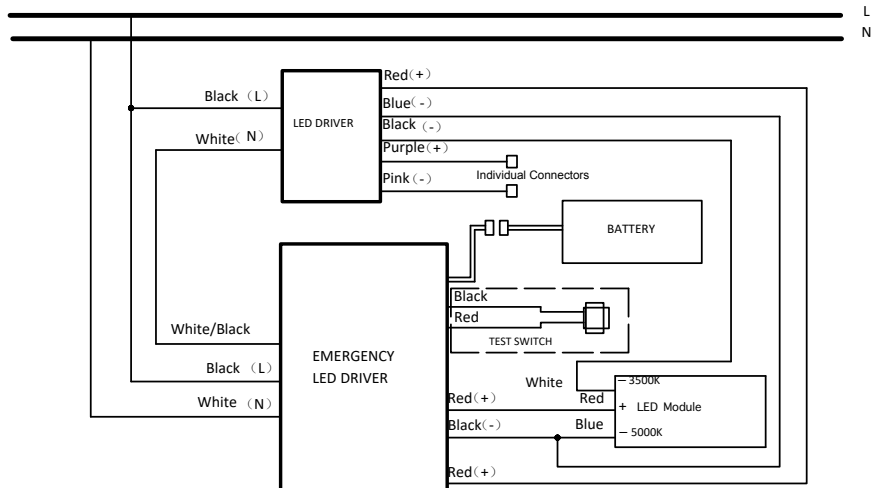 L
N
Red（+）
Black （L）
Blue（-）
LED DRIVER
Black （-）
White（ N）
Purple（+）
Pink（-）
Individual Connectors
BATTERY
Black
Red
TEST SWITCH
White/Black
EMERGENCY
LED DRIVER
Black （L）
White （N）
White
— 3500K
Red（+）
Red
+ LED Module
Black（-）
Blue
— 5000K
Red（+）